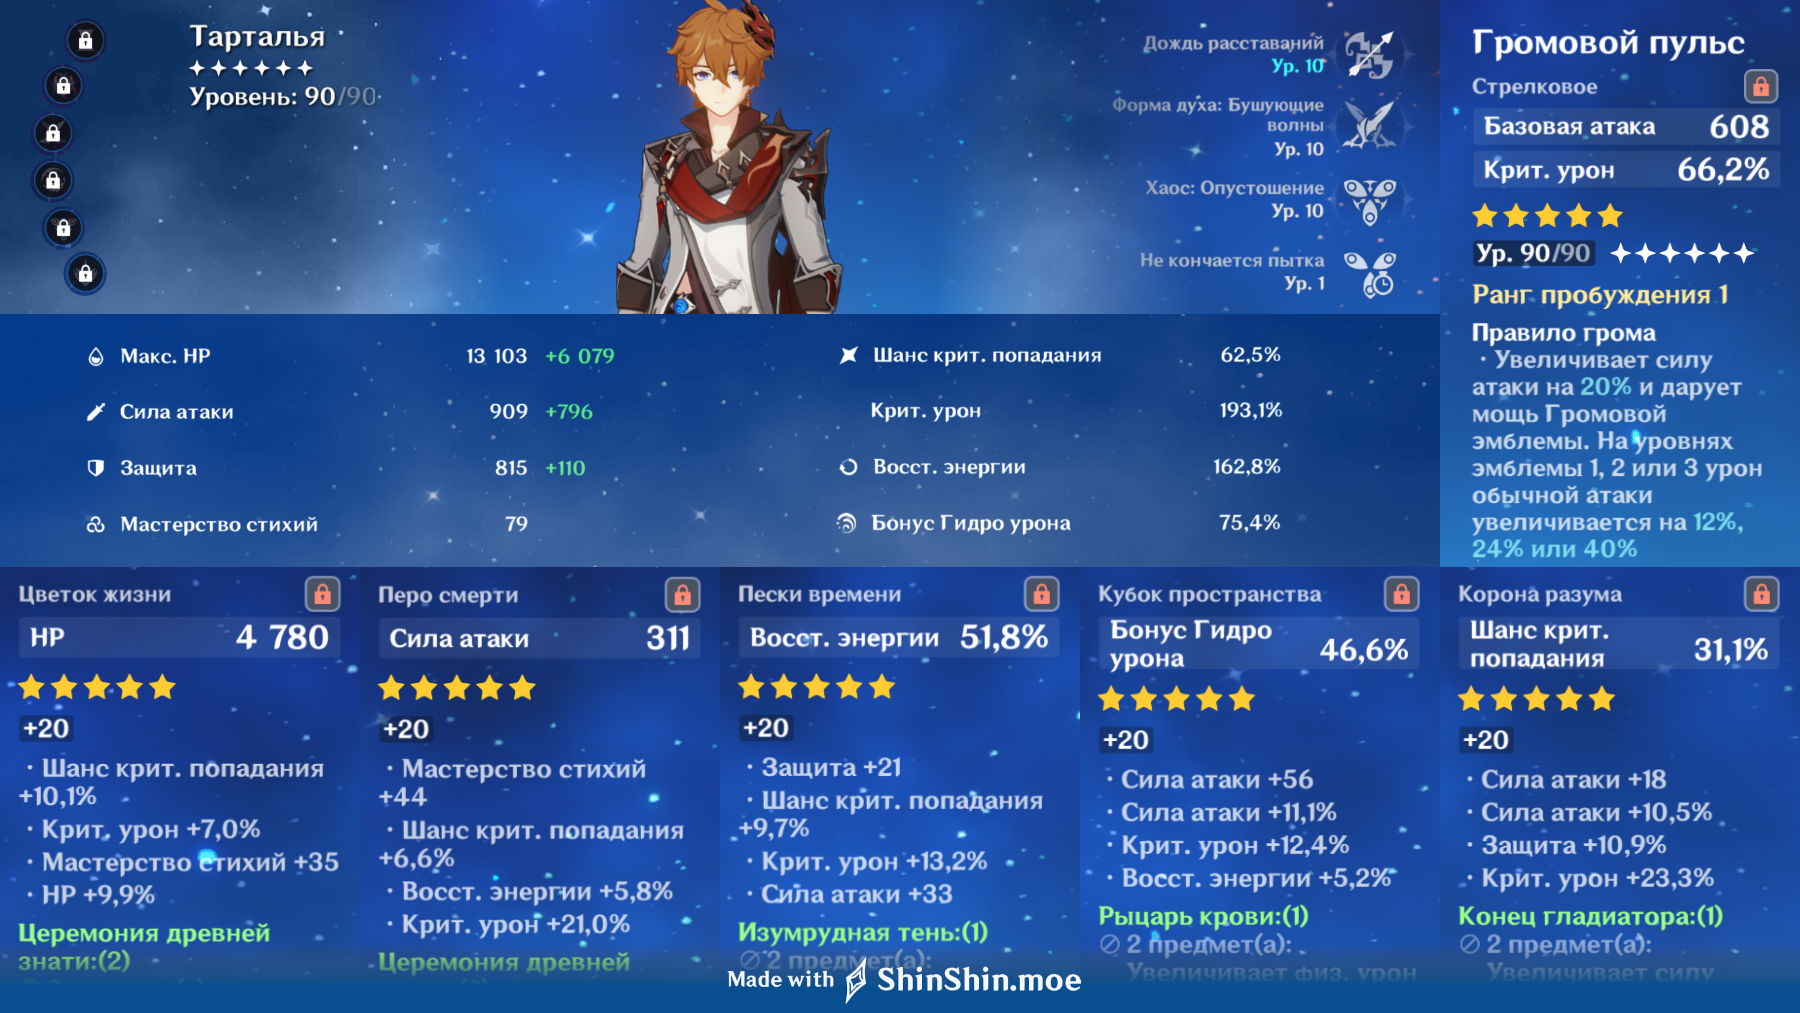 Тарталья
Уровень: 90/90
Дождь расставаний
Ур. 10
Форма духа: Бушующие
волны
Ур. 10
Хаос: Опустошение
Ур. 10
Не кончается пытка
Ур. 1
Громовой пульс
Стрелковое
Базовая атака 608
Крит. урон 66,2%
Ур. 90/90
Ранг пробуждения 1
Правило грома
· Увеличивает силу
атаки на 20% и дарует
мощь Громовой
эмблемы. На уровнях
эмблемы 1, 2 или 3 урон
обычной атаки
увеличивается на 12%,
24% или 40%
Макс. HP 13 103 +6 079
Сила атаки 909 +796
Защита 815 +110
Мастерство стихий 79
Шанс крит. попадания 62,5%
Крит. урон 193,1%
Восст. энергии 162,8%
Бонус Гидро урона 75,4%
Цветок жизни
HP 4 780
+20
· Шанс крит. попадания
+10,1%
· Крит. урон +7,0%
· Мастерство стихий +35
· HP +9,9%
Церемония древней
знати:(2)
Перо смерти
Сила атаки 311
+20
· Мастерство стихий
+44
· Шанс крит. попадания
+6,6%
· Восст. энергии +5,8%
· Крит. урон +21,0%
Церемония древней
Пески времени
Восст. энергии 51,8%
+20
· Защита +21
· Шанс крит. попадания
+9,7%
· Крит. урон +13,2%
· Сила атаки +33
Изумрудная тень:(1)
2 предмет(а):
Кубок пространства
Бонус Гидро
урона 46,6%
+20
· Сила атаки +56
· Сила атаки +11,1%
· Крит. урон +12,4%
· Восст. энергии +5,2%
Рыцарь крови:(1)
2 предмет(а):
Увеличивает физ. урон
Корона разума
Шанс крит.
попадания 31,1%
+20
· Сила атаки +18
· Сила атаки +10,5%
· Защита +10,9%
· Крит. урон +23,3%
Конец гладиатора:(1)
2 предмет(а):
Увеличивает силу
Made with ShinShin.moe